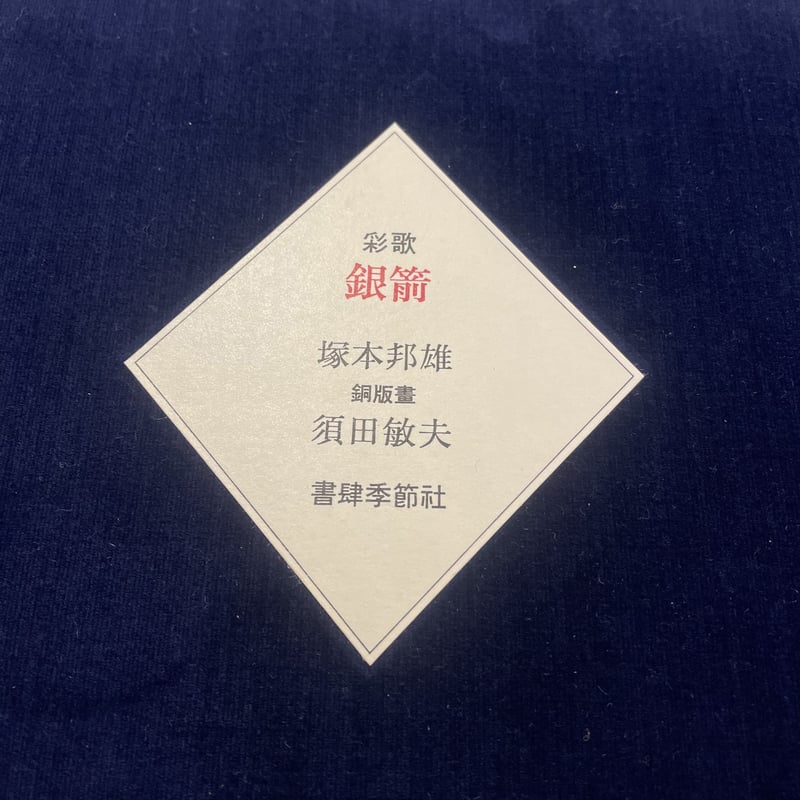 彩歌
銀箭
塚本邦雄
銅版畫
須田敏夫
書肆季節社